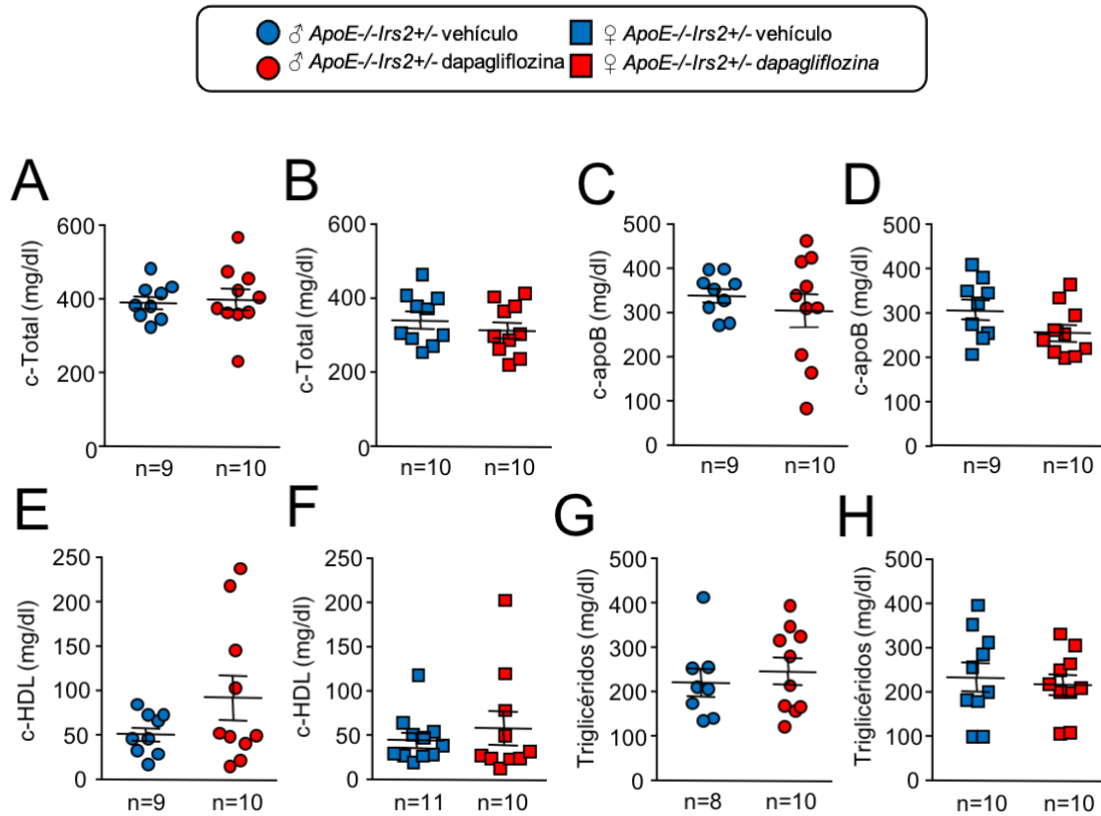 ♂ ApoE-/-Irs2+/- vehículo ♀ ApoE-/-Irs2+/- vehículo
♂ ApoE-/-Irs2+/- dapagliflozina ♀ ApoE-/-Irs2+/- dapagliflozina
A B C D
c-Total (mg/dl) c-Total (mg/dl) c-apoB (mg/dl) c-apoB (mg/dl)
600 600 500 500
400 400 400 400
200 200 300 300
0 0 200 200
100 100
0 0
n=9 n=10 n=10 n=10 n=9 n=10 n=9 n=10
E F G H
c-HDL (mg/dl) c-HDL (mg/dl) Triglicéridos (mg/dl) Triglicéridos (mg/dl)
250 250 500 500
200 200 400 400
150 150 300 300
100 100 200 200
50 50 100 100
0 0 0 0
n=9 n=10 n=11 n=10 n=8 n=10 n=10 n=10